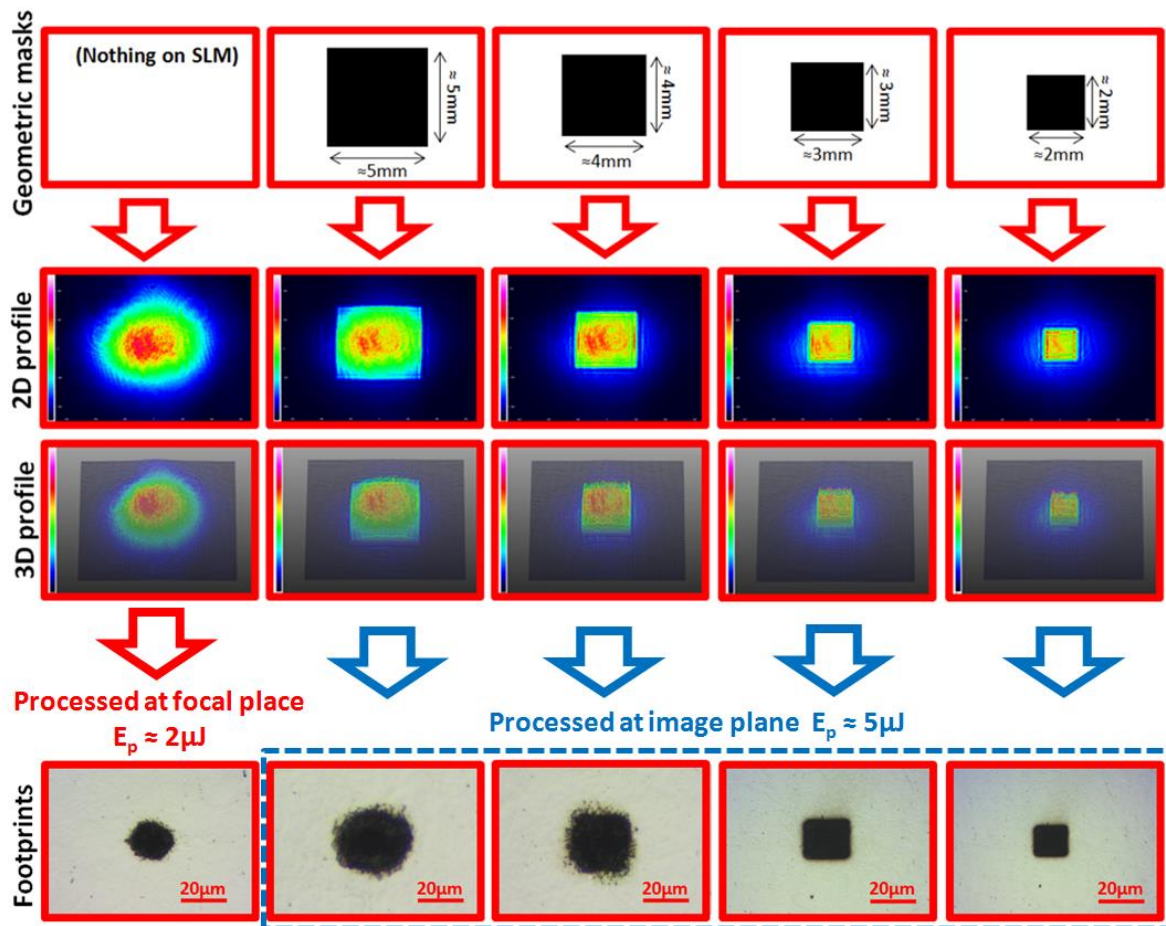 Geometric masks
(Nothing on SLM)
≈5mm
≈5mm
≈4mm
≈4mm
≈3mm
≈3mm
≈2mm
≈2mm
2D profile
3D profile
Processed at focal place
Eₚ ≈ 2µJ
Processed at image plane Eₚ ≈ 5µJ
Footprints
20µm
20µm
20µm
20µm
20µm